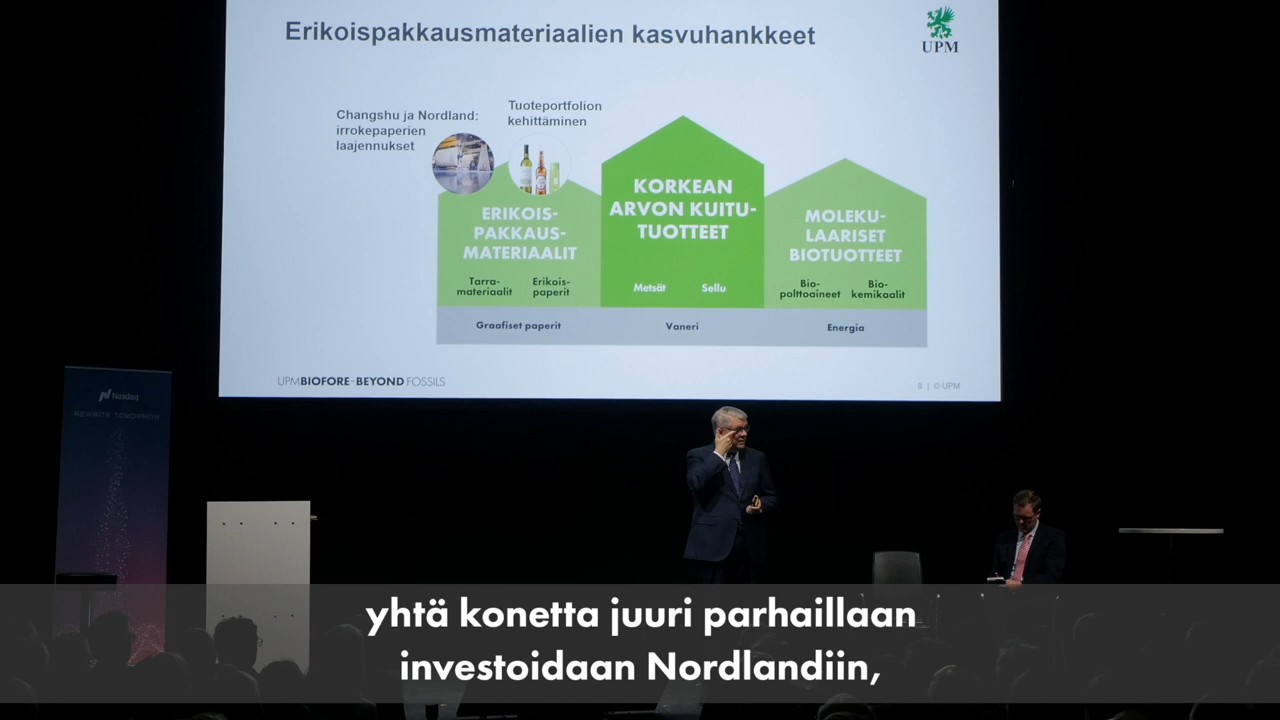 Erikoispakkausmateriaalien kasvuhankkeet
UPM
Changshu ja Nordland:
irrokepaperien
laajennukset
Tuoteportfolion
kehittäminen
ERIKOIS-
PAKKAUS-
MATERIAALIT
Tarra-
materiaalit
Erikois-
paperit
KORKEAN
ARVON KUITU-
TUOTTEET
Metsät
Sellu
MOLEKU-
LAARISET
BIOTUOTTEET
Bio-
polttoaineet
Bio-
kemikaalit
Graafiset paperit
Vaneri
Energia
UPMBIOFORE-BEYOND FOSSILS
8 | © UPM
Nasdaq
REWRITE TOMORROW
yhtä konetta juuri parhaillaan
investoidaan Nordlandiin,